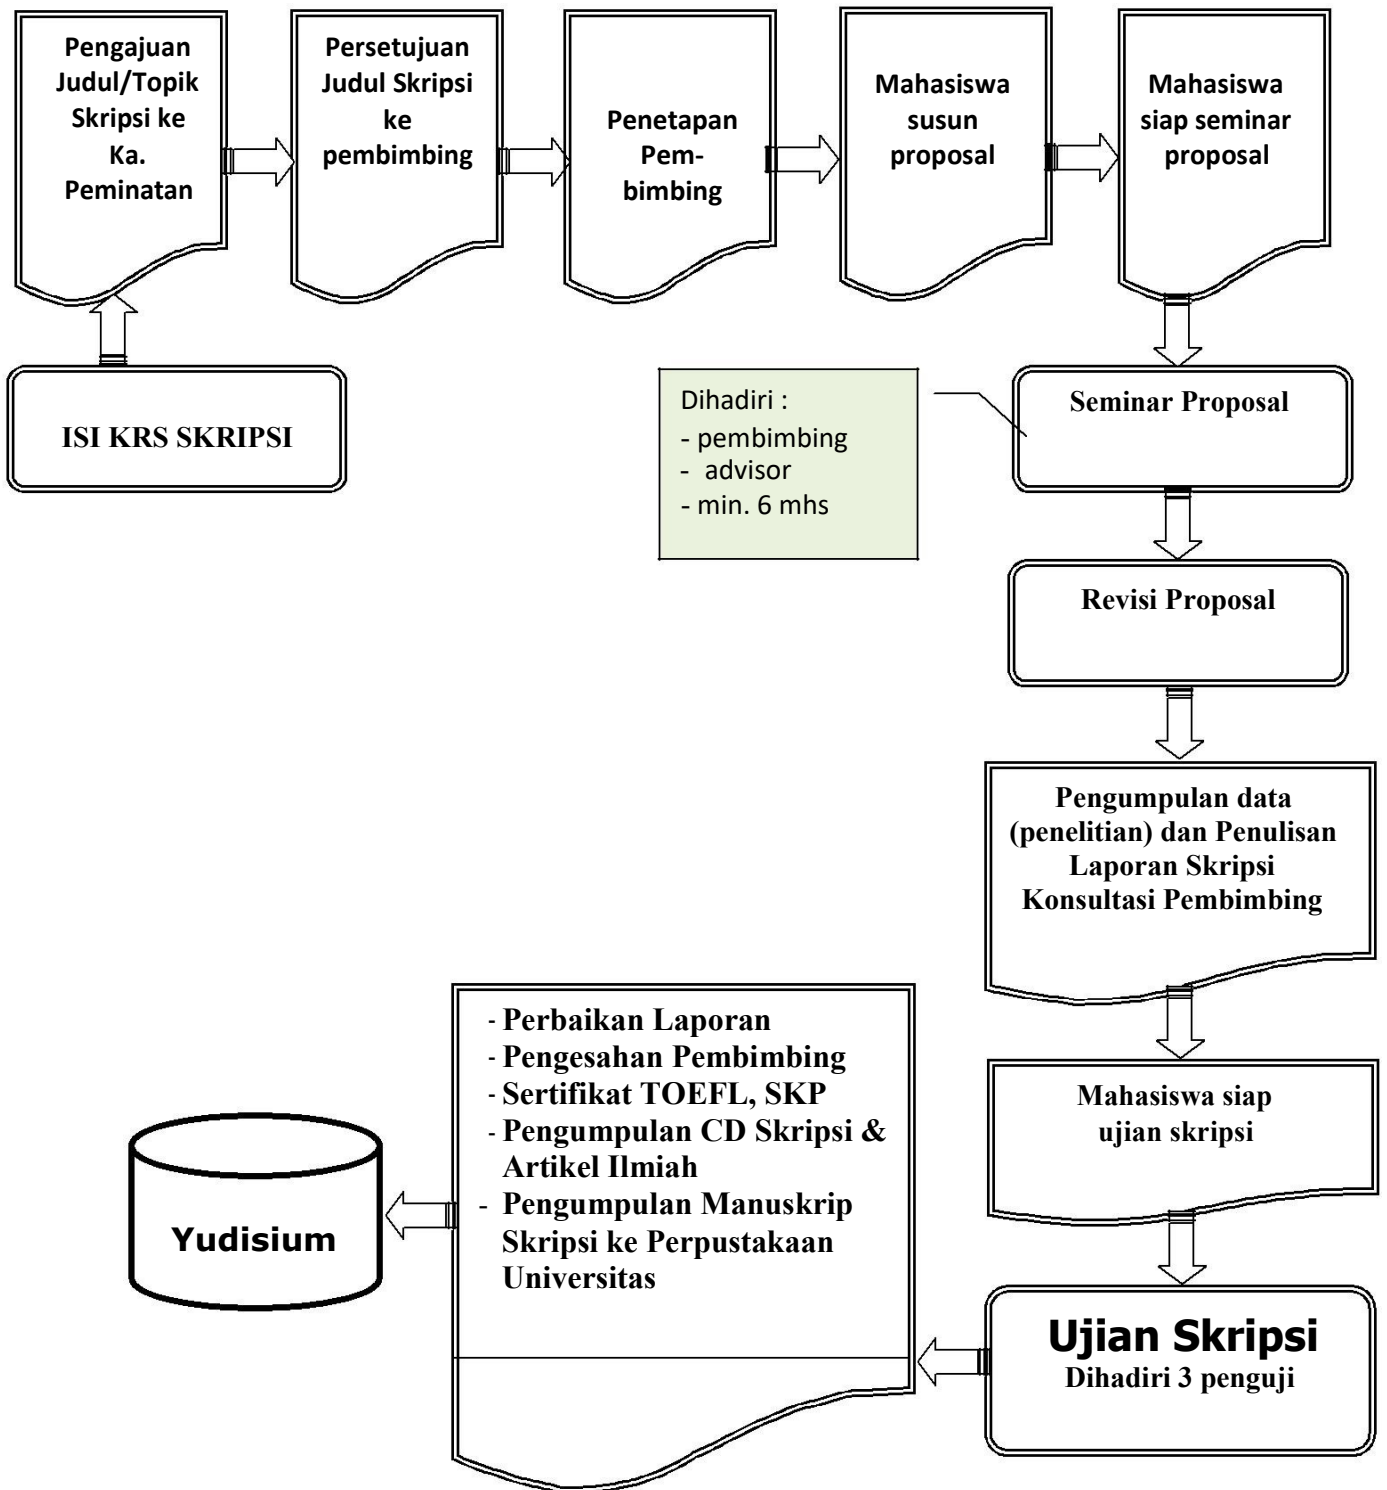 Pengajuan
Judul/Topik
Skripsi ke
Ka.
Peminatan
Persetujuan
Judul Skripsi
ke
pembimbing
Penetapan
Pem-
bimbing
Mahasiswa
susun
proposal
Mahasiswa
siap seminar
proposal
ISI KRS SKRIPSI
Dihadiri :
- pembimbing
- advisor
- min. 6 mhs
Seminar Proposal
Revisi Proposal
Pengumpulan data
(penelitian) dan Penulisan
Laporan Skripsi
Konsultasi Pembimbing
Mahasiswa siap
ujian skripsi
Ujian Skripsi
Dihadiri 3 penguji
- Perbaikan Laporan
- Pengesahan Pembimbing
- Sertifikat TOEFL, SKP
- Pengumpulan CD Skripsi &
Artikel Ilmiah
- Pengumpulan Manuskrip
Skripsi ke Perpustakaan
Universitas
Yudisium